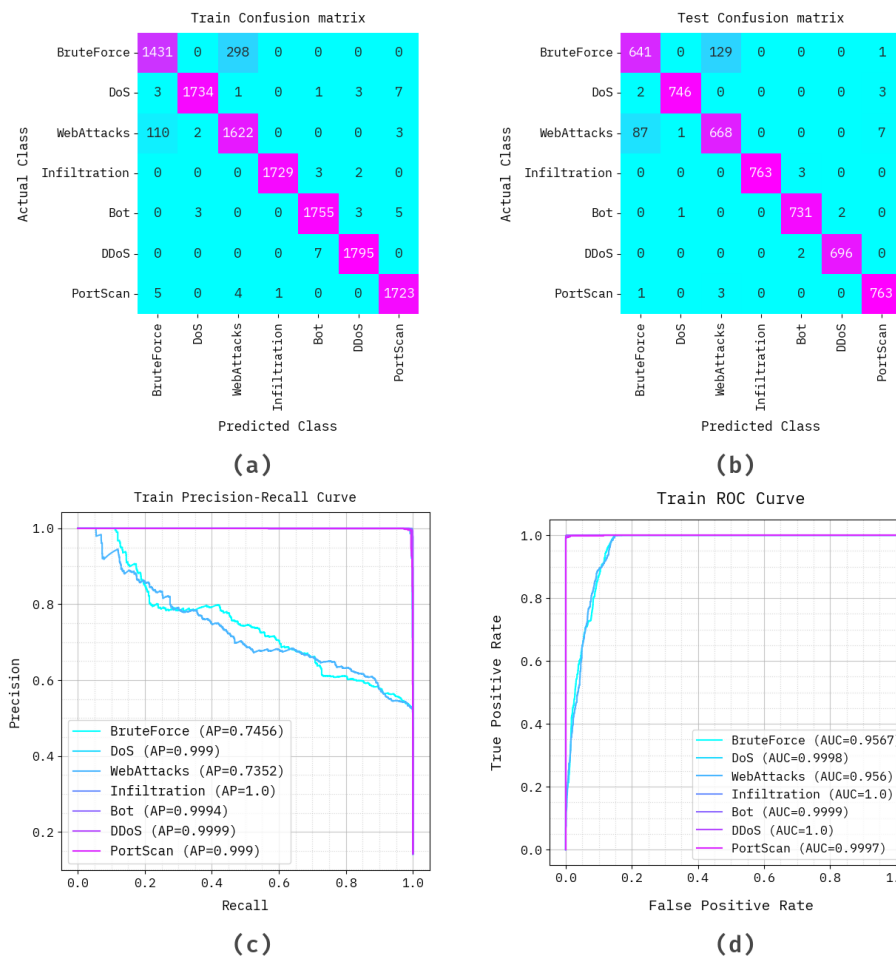 Train Confusion matrix
Actual Class
BruteForce 1431 0 298 0 0 0 0
DoS 3 1734 1 0 1 3 7
WebAttacks 110 2 1622 0 0 0 3
Infiltration 0 0 0 1729 3 2 0
Bot 0 3 0 0 1755 3 5
DDoS 0 0 0 0 7 1795 0
PortScan 5 0 4 1 0 0 1723
BruteForce DoS WebAttacks Infiltration Bot DDoS PortScan
Predicted Class
(a)
Test Confusion matrix
Actual Class
BruteForce 641 0 129 0 0 0 1
DoS 2 746 0 0 0 0 3
WebAttacks 87 1 668 0 0 0 7
Infiltration 0 0 0 763 3 0 0
Bot 0 1 0 0 731 2 0
DDoS 0 0 0 0 2 696 0
PortScan 1 0 3 0 0 0 763
BruteForce DoS WebAttacks Infiltration Bot DDoS PortScan
Predicted Class
(b)
Train Precision-Recall Curve
Precision
1.0
0.8
0.6
0.4
0.2
BruteForce (AP=0.7456)
DoS (AP=0.999)
WebAttacks (AP=0.7352)
Infiltration (AP=1.0)
Bot (AP=0.9994)
DDoS (AP=0.9999)
PortScan (AP=0.999)
0.0 0.2 0.4 0.6 0.8 1.0
Recall
(c)
Train ROC Curve
True Positive Rate
1.0
0.8
0.6
0.4
0.2
0.0
BruteForce (AUC=0.9567
DoS (AUC=0.9998)
WebAttacks (AUC=0.956)
Infiltration (AUC=1.0)
Bot (AUC=0.9999)
DDoS (AUC=1.0)
PortScan (AUC=0.9997)
0.0 0.2 0.4 0.6 0.8 1.
False Positive Rate
(d)